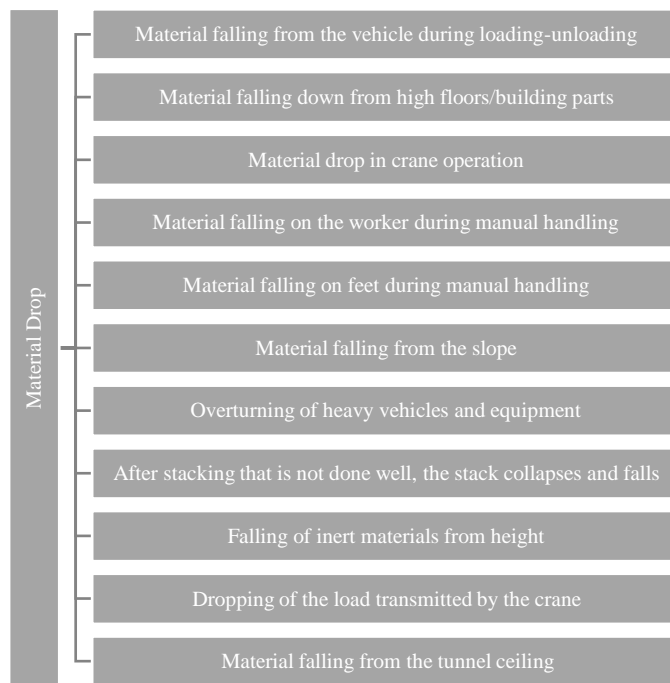 Material Drop
Material falling from the vehicle during loading-unloading
Material falling down from high floors/building parts
Material drop in crane operation
Material falling on the worker during manual handling
Material falling on feet during manual handling
Material falling from the slope
Overturning of heavy vehicles and equipment
After stacking that is not done well, the stack collapses and falls
Falling of inert materials from height
Dropping of the load transmitted by the crane
Material falling from the tunnel ceiling